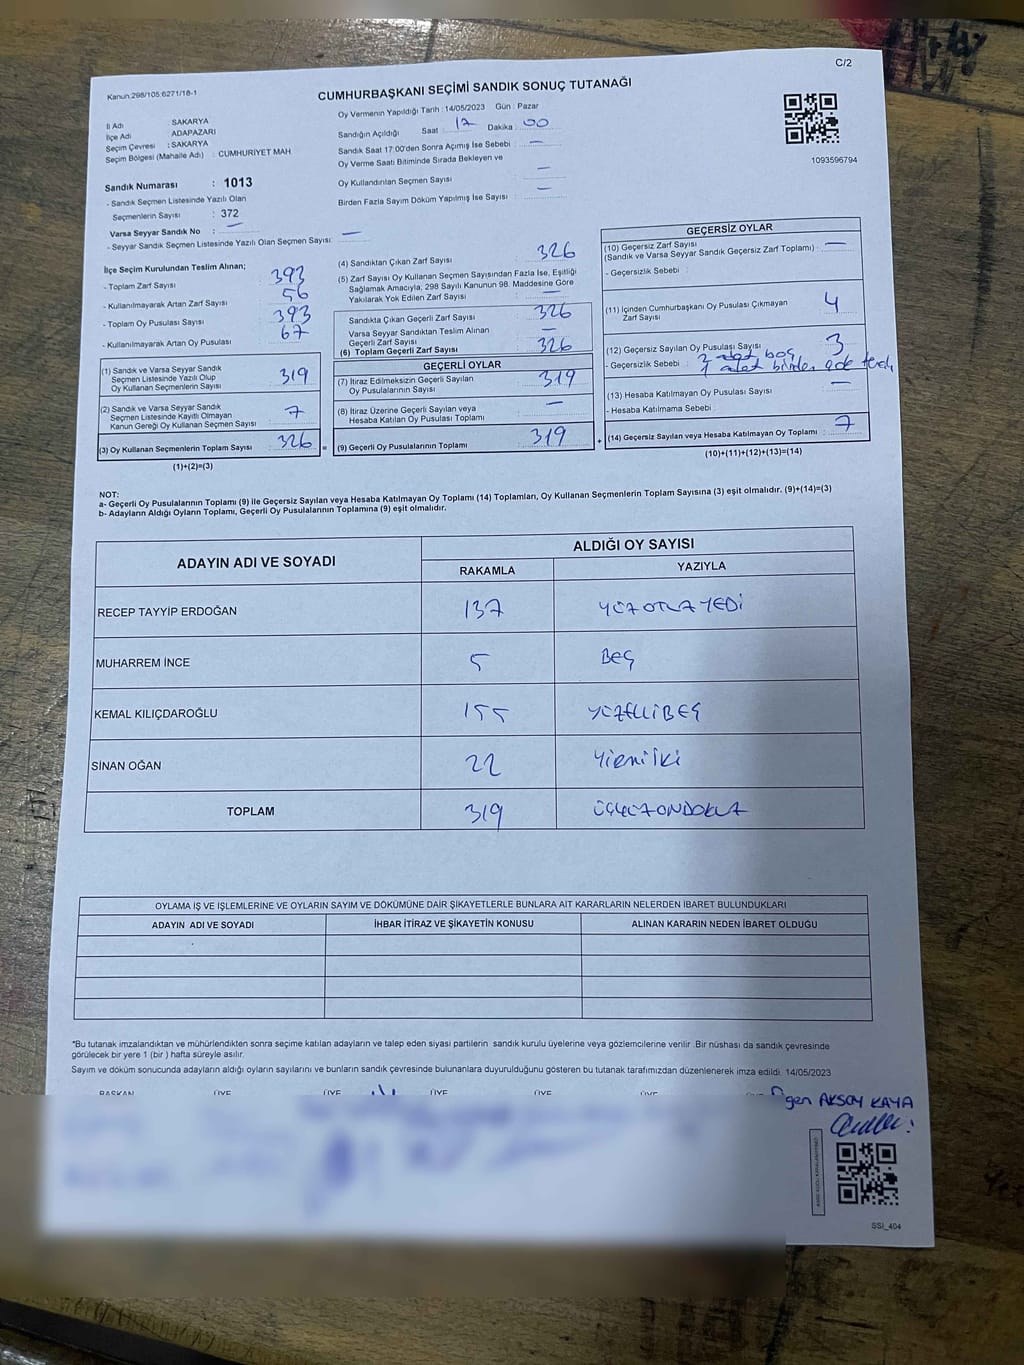 C/2
Kanun:298/105:6271/18-1
CUMHURBAŞKANI SEÇİMİ SANDIK SONUÇ TUTANAĞI
İl Adı : SAKARYA
İlçe Adı : ADAPAZARI
Seçim Çevresi : SAKARYA
Seçim Bölgesi (Mahalle Adı) : CUMHURİYET MAH
Sandık Numarası : 1013
- Sandık Seçmen Listesinde Yazılı Olan
Seçmenlerin Sayısı : 372
Varsa Seyyar Sandık No : —
- Seyyar Sandık Seçmen Listesinde Yazılı Olan Seçmen Sayısı: —
Oy Vermenin Yapıldığı Tarih : 14/05/2023 Gün : Pazar
Sandığın Açıldığı Saat : 17 Dakika : 00
Sandık Saat 17:00'den Sonra Açımış İse Sebebi : —
Oy Verme Saati Bitiminde Sırada Bekleyen ve
Oy Kullandırılan Seçmen Sayısı : —
Birden Fazla Sayım Döküm Yapılmış İse Sayısı : —
1093596794
İlçe Seçim Kurulundan Teslim Alınan;
- Toplam Zarf Sayısı : 393
- Kullanılmayarak Artan Zarf Sayısı : 56
- Toplam Oy Pusulası Sayısı : 393
- Kullanılmayarak Artan Oy Pusulası : 67
(1) Sandık ve Varsa Seyyar Sandık
Seçmen Listesinde Yazılı Olup
Oy Kullanan Seçmenlerin Sayısı : 319
(2) Sandık ve Varsa Seyyar Sandık
Seçmen Listesinde Kayıtlı Olmayan
Kanun Gereği Oy Kullanan Seçmen Sayısı : 7
(3) Oy Kullanan Seçmenlerin Toplam Sayısı : 326
(1)+(2)=(3)
(4) Sandıktan Çıkan Zarf Sayısı : 326
(5) Zarf Sayısı Oy Kullanan Seçmen Sayısından Fazla İse, Eşitliği
Sağlamak Amacıyla, 298 Sayılı Kanunun 98. Maddesine Göre
Yakılarak Yok Edilen Zarf Sayısı : —
Sandıkta Çıkan Geçerli Zarf Sayısı : 326
Varsa Seyyar Sandıktan Teslim Alınan
Geçerli Zarf Sayısı : —
(6) Toplam Geçerli Zarf Sayısı : 326
GEÇERLİ OYLAR
(7) İtiraz Edilmeksizin Geçerli Sayılan
Oy Pusulalarının Sayısı : 319
(8) İtiraz Üzerine Geçerli Sayılan veya
Hesaba Katılan Oy Pusulası Toplamı : —
(9) Geçerli Oy Pusulalarının Toplamı : 319
GEÇERSİZ OYLAR
(10) Geçersiz Zarf Sayısı
(Sandık ve Varsa Seyyar Sandık Geçersiz Zarf Toplamı) : —
- Geçersizlik Sebebi :
(11) İçinden Cumhurbaşkanı Oy Pusulası Çıkmayan
Zarf Sayısı : 4
(12) Geçersiz Sayılan Oy Pusulası Sayısı : 3
- Geçersizlik Sebebi : 2 adet boş
1 adet birden çok tercih
(13) Hesaba Katılmayan Oy Pusulası Sayısı : —
- Hesaba Katılmama Sebebi :
(14) Geçersiz Sayılan veya Hesaba Katılmayan Oy Toplamı : 7
(10)+(11)+(12)+(13)=(14)
NOT:
a- Geçerli Oy Pusulalarının Toplamı (9) ile Geçersiz Sayılan veya Hesaba Katılmayan Oy Toplamı (14) Toplamları, Oy Kullanan Seçmenlerin Toplam Sayısına (3) eşit olmalıdır. (9)+(14)=(3)
b- Adayların Aldığı Oyların Toplamı, Geçerli Oy Pusulalarının Toplamına (9) eşit olmalıdır.
ADAYIN ADI VE SOYADI ALDIĞI OY SAYISI
RAKAMLA YAZIYLA
RECEP TAYYİP ERDOĞAN 137 YÜZOTUZYEDİ
MUHARREM İNCE 5 BEŞ
KEMAL KILIÇDAROĞLU 155 YÜZELLİBEŞ
SİNAN OĞAN 22 Yirmiiki
TOPLAM 319 ÜÇYÜZONDOKUZ
OYLAMA İŞ VE İŞLEMLERİNE VE OYLARIN SAYIM VE DÖKÜMÜNE DAİR ŞİKAYETLERLE BUNLARA AİT KARARLARIN NELERDEN İBARET BULUNDUKLARI
ADAYIN ADI VE SOYADI İHBAR İTİRAZ VE ŞİKAYETİN KONUSU ALINAN KARARIN NEDEN İBARET OLDUĞU
*Bu tutanak imzalandıktan ve mühürlendikten sonra seçime katılan adayların ve talep eden siyasi partilerin sandık kurulu üyelerine veya gözlemcilerine verilir .Bir nüshası da sandık çevresinde
görülecek bir yere 1 (bir ) hafta süreyle asılır.
Sayım ve döküm sonucunda adayların aldığı oyların sayılarını ve bunların sandık çevresinde bulunanlara duyurulduğunu gösteren bu tutanak tarafımızdan düzenlenerek imza edildi. 14/05/2023
BAŞKAN ÜYE ÜYE ÜYE ÜYE ÜYE
AKSOY KAYA
SSI_404